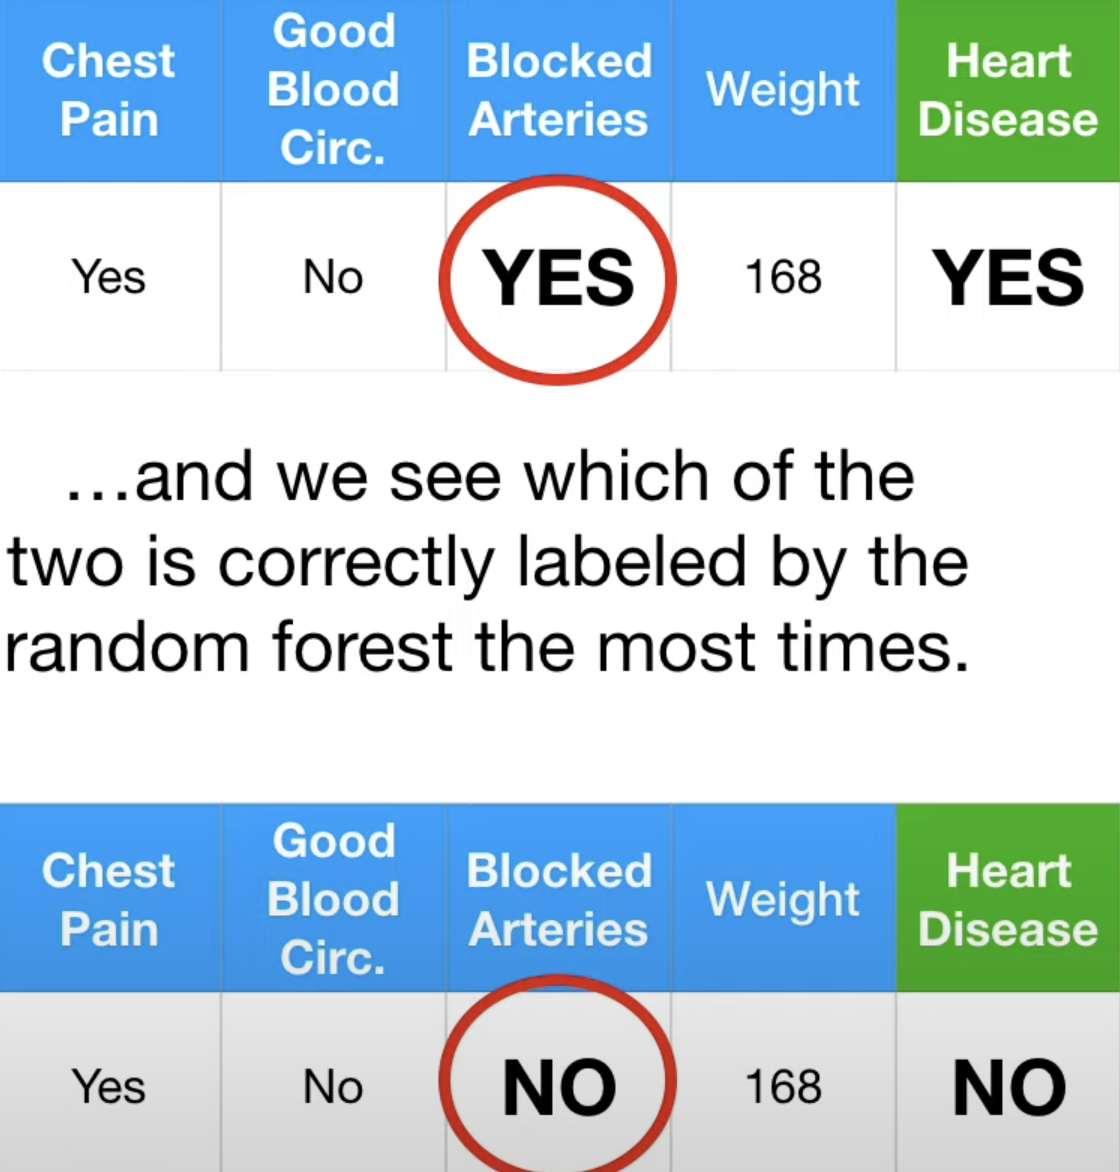 Chest Pain Good Blood Circ. Blocked Arteries Weight Heart Disease
Yes No YES 168 YES
…and we see which of the
two is correctly labeled by the
random forest the most times.
Chest Pain Good Blood Circ. Blocked Arteries Weight Heart Disease
Yes No NO 168 NO